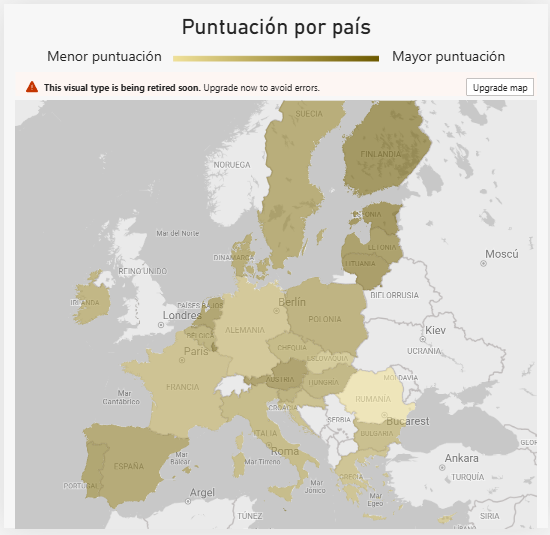 Puntuación por país
Menor puntuación
Mayor puntuación
This visual type is being retired soon. Upgrade now to avoid errors.
Upgrade map
SUECIA
FINLANDIA
NORUEGA
ESTONIA
Mar del Norte
LETONIA
Moscú
DINAMARCA
LITUANIA
REINO UNIDO
BIELORRUSIA
IRLANDA
PAÍSES BAJOS
Berlín
Londres
POLONIA
Kiev
ALEMANIA
BÉLGICA
UCRANIA
París
CHEQUIA
ESLOVAQUIA
AUSTRIA
HUNGRÍA
MOLDAVIA
FRANCIA
RUMANIA
Mar
Cantábrico
CROACIA
SERBIA
Bucarest
ITALIA
BULGARIA
Roma
Mar
Balear
Mar Tirreno
ESPAÑA
Ankara
PORTUGAL
GRECIA
TURQUÍA
Mar
Jónico
Mar
Egeo
Argel
TÚNEZ
SIRIA